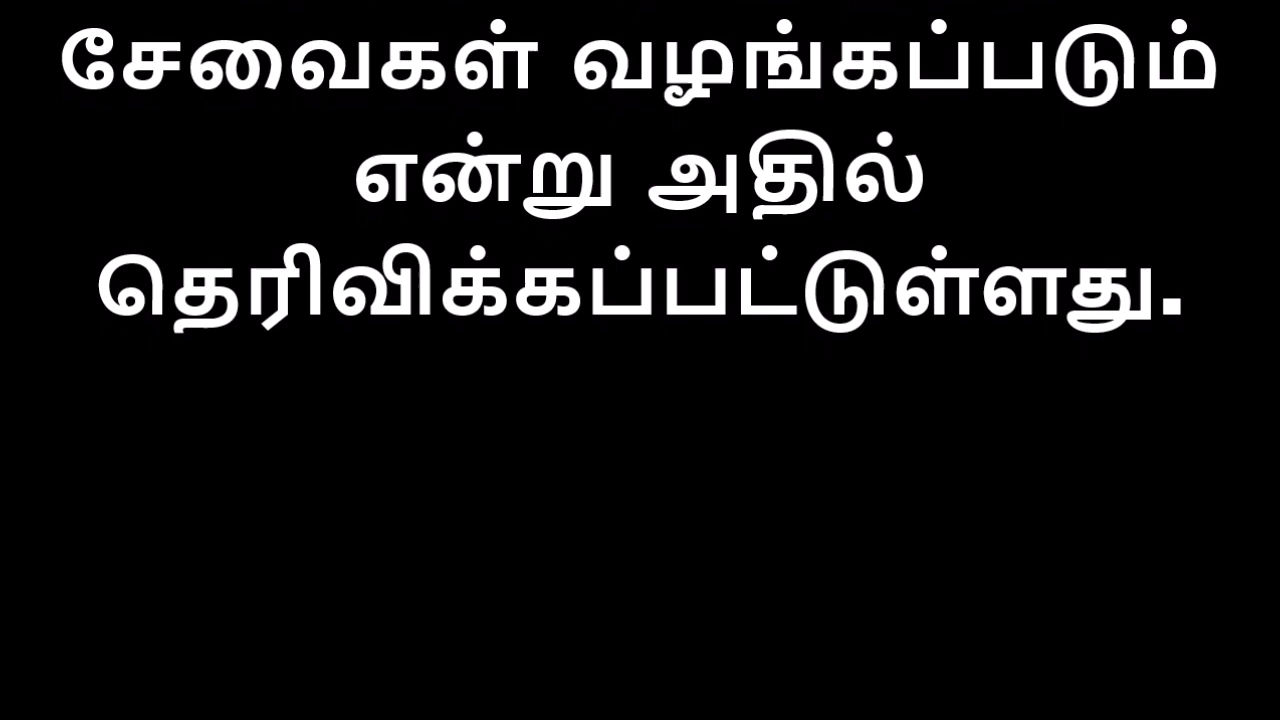 சேவைகள் வழங்கப்படும்
என்று அதில்
தெரிவிக்கப்பட்டுள்ளது.